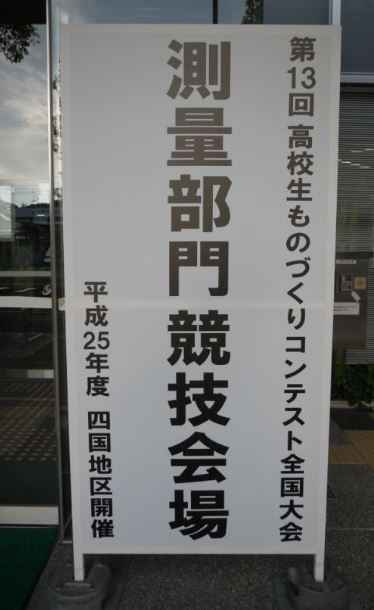 第13回 高校生ものづくりコンテスト全国大会
測量部門競技会場
平成25年度 四国地区開催